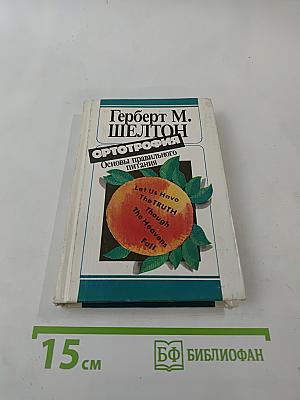 Герберт М.
ШЕЛТОН
ОРТОТРОФИЯ
Основы правильного
питания
Let Us Have
The TRUTH
Though
The Heavens
Fall
15 см
БФ БИБЛИОФАН